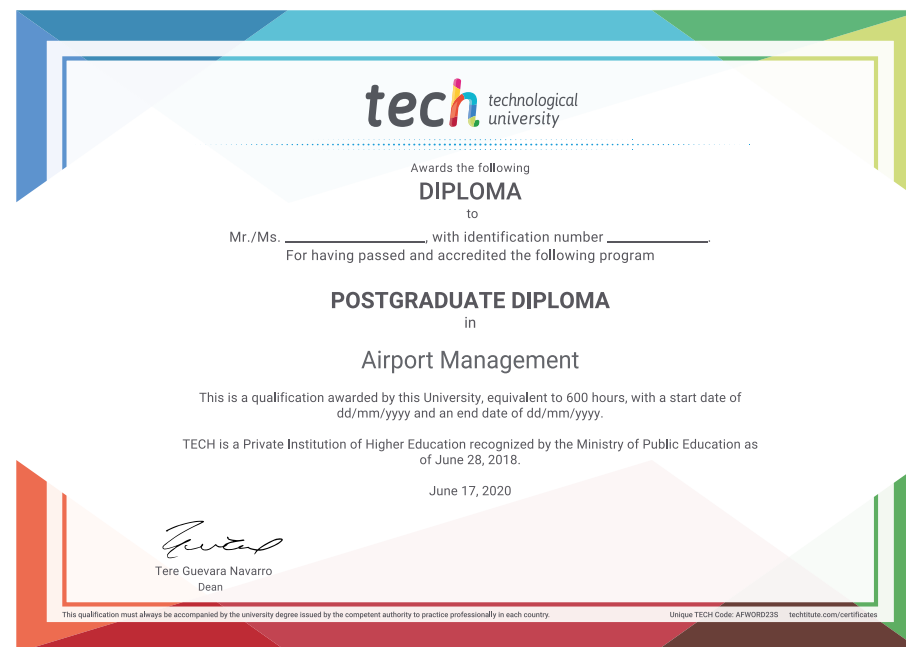 tech technological
university
Awards the following
DIPLOMA
to
Mr./Ms. ____________________, with identification number ______________.
For having passed and accredited the following program
POSTGRADUATE DIPLOMA
in
Airport Management
This is a qualification awarded by this University, equivalent to 600 hours, with a start date of
dd/mm/yyyy and an end date of dd/mm/yyyy.
TECH is a Private Institution of Higher Education recognized by the Ministry of Public Education as
of June 28, 2018.
June 17, 2020
Tere Guevara Navarro
Dean
This qualification must always be accompanied by the university degree issued by the competent authority to practice professionally in each country. Unique TECH Code: AFWORD23S techtitute.com/certificates